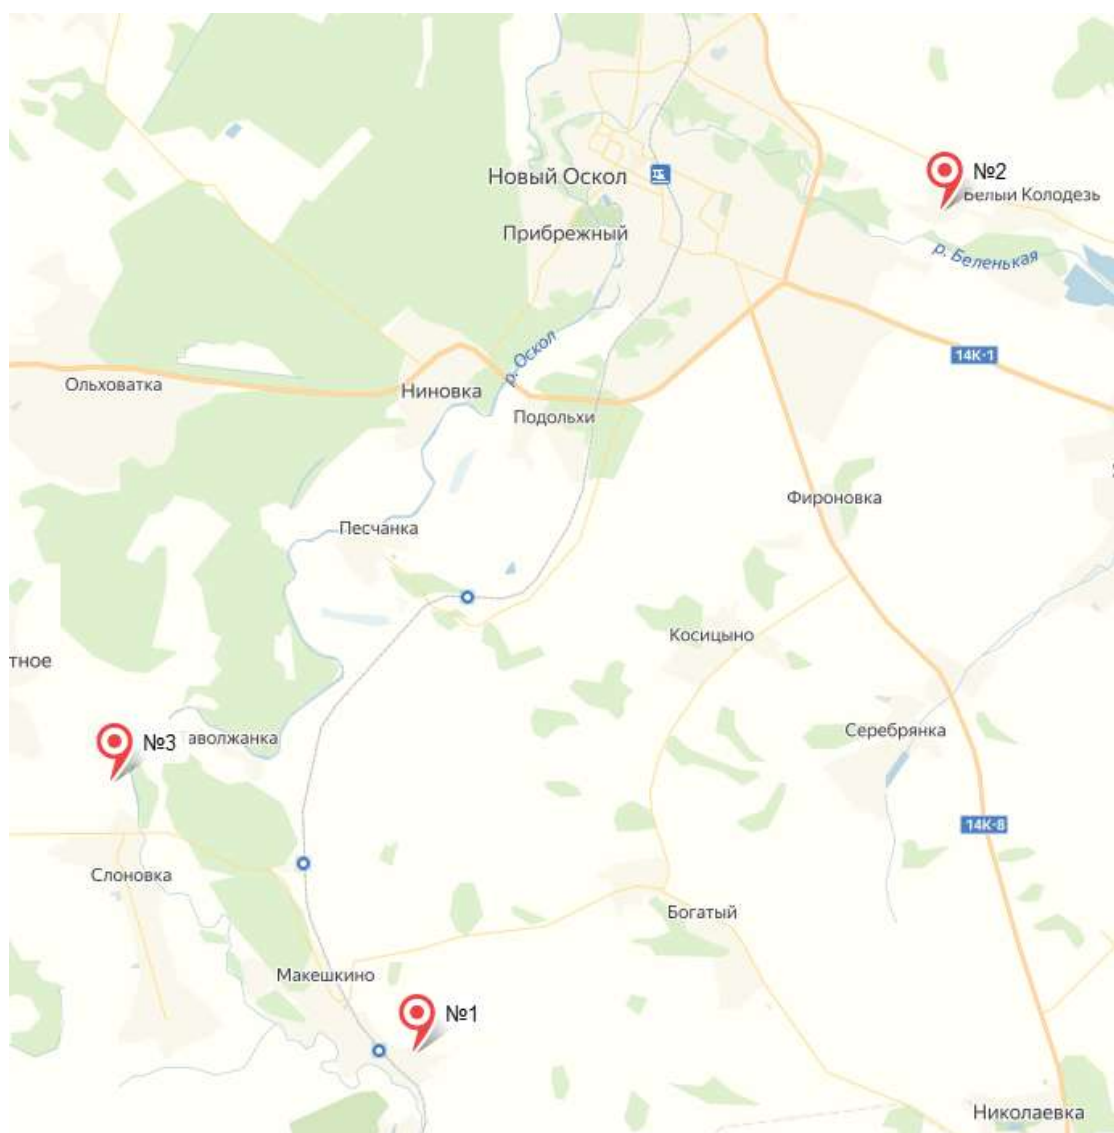 Новый Оскол
№2
Белый Колодезь
Прибрежный
р. Беленькая
р. Оскол
14К-1
Ольховатка
Ниновка
Подольхи
Фироновка
Песчанка
Косицыно
тное
№3
аволжанка
Серебрянка
14К-8
Слоновка
Богатый
Макешкино
№1
Николаевка